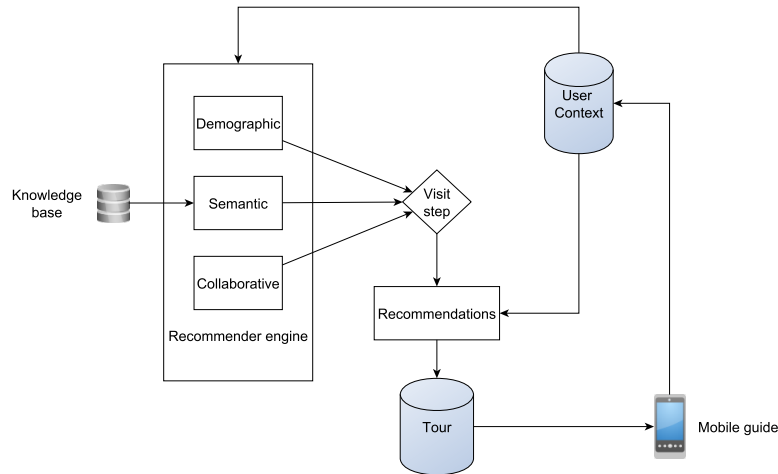 User
Context
Demographic
Knowledge
base
Semantic
Visit
step
Collaborative
Recommender engine
Recommendations
Tour
Mobile guide